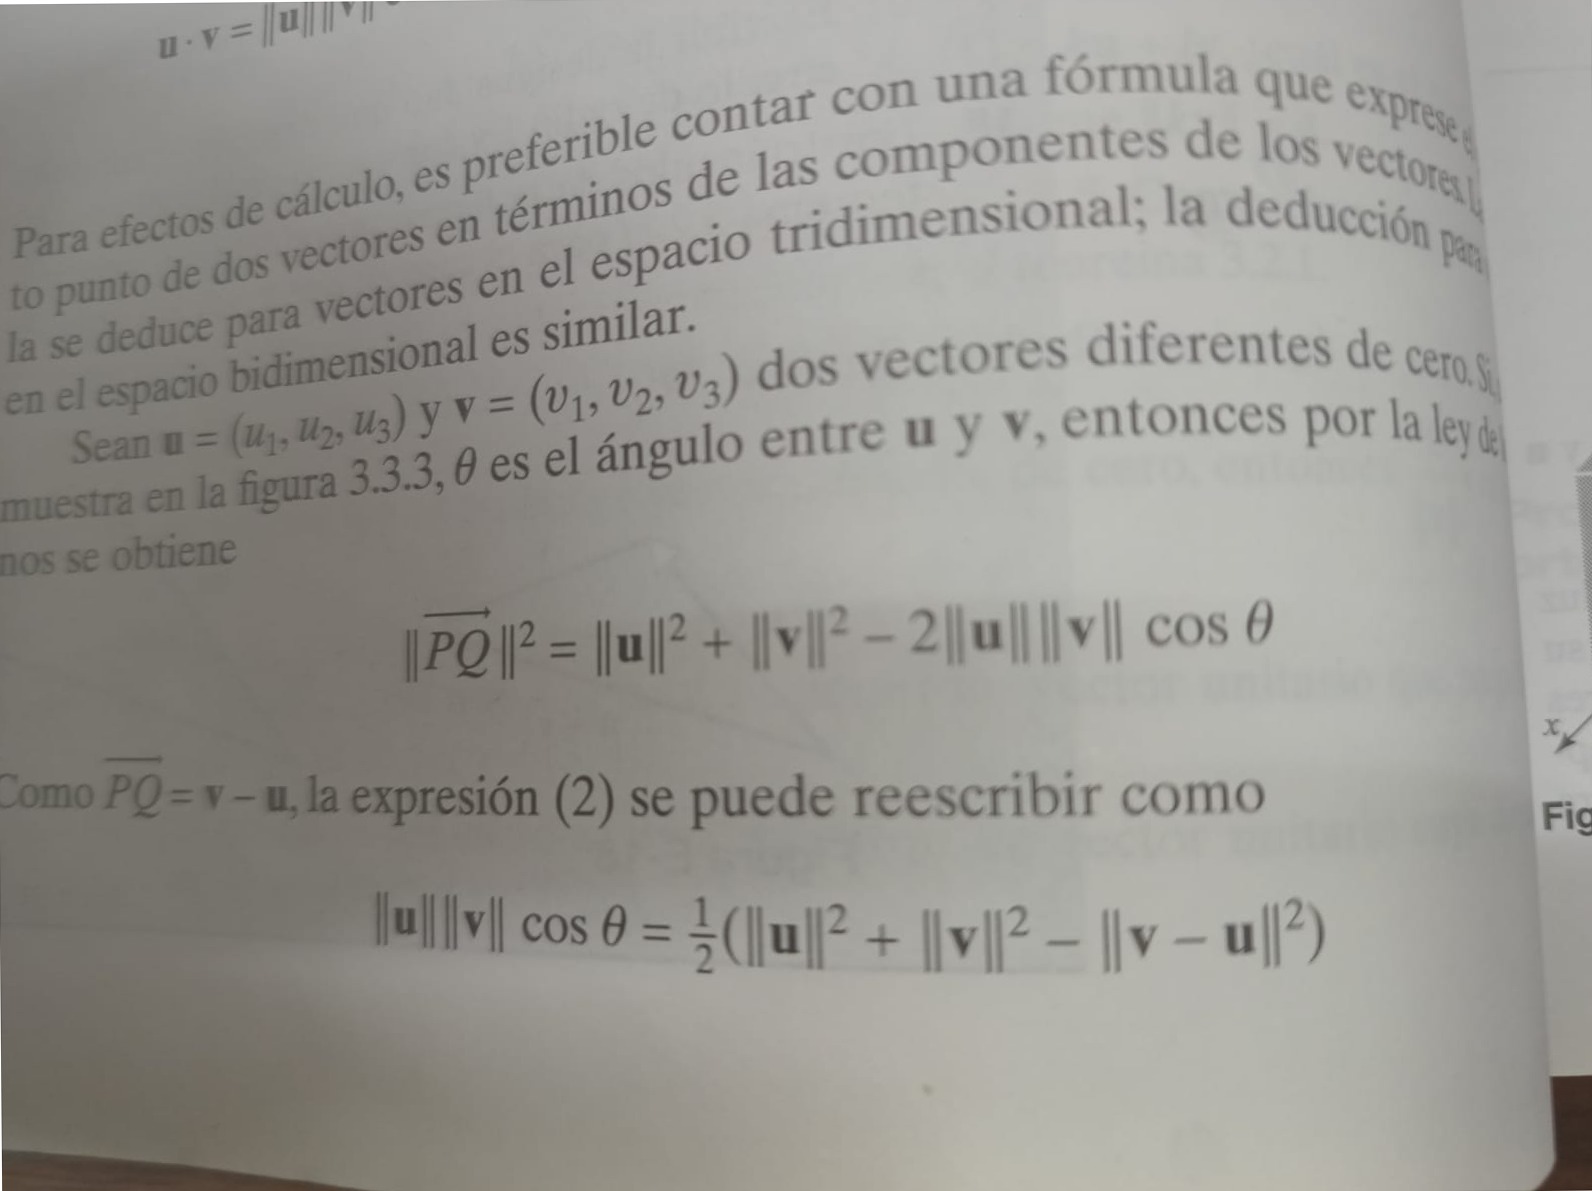 u · v = ‖u‖ ‖v‖
Para efectos de cálculo, es preferible contar con una fórmula que exprese el
to punto de dos vectores en términos de las componentes de los vectores. L
la se deduce para vectores en el espacio tridimensional; la deducción para
en el espacio bidimensional es similar.
Sean u = (u₁, u₂, u₃) y v = (v₁, v₂, v₃) dos vectores diferentes de cero. Si,
muestra en la figura 3.3.3, θ es el ángulo entre u y v, entonces por la ley de
nos se obtiene
‖PQ⃗‖² = ‖u‖² + ‖v‖² − 2‖u‖ ‖v‖ cos θ
Como PQ⃗ = v − u, la expresión (2) se puede reescribir como
‖u‖ ‖v‖ cos θ = ½(‖u‖² + ‖v‖² − ‖v − u‖²)
x
Fig